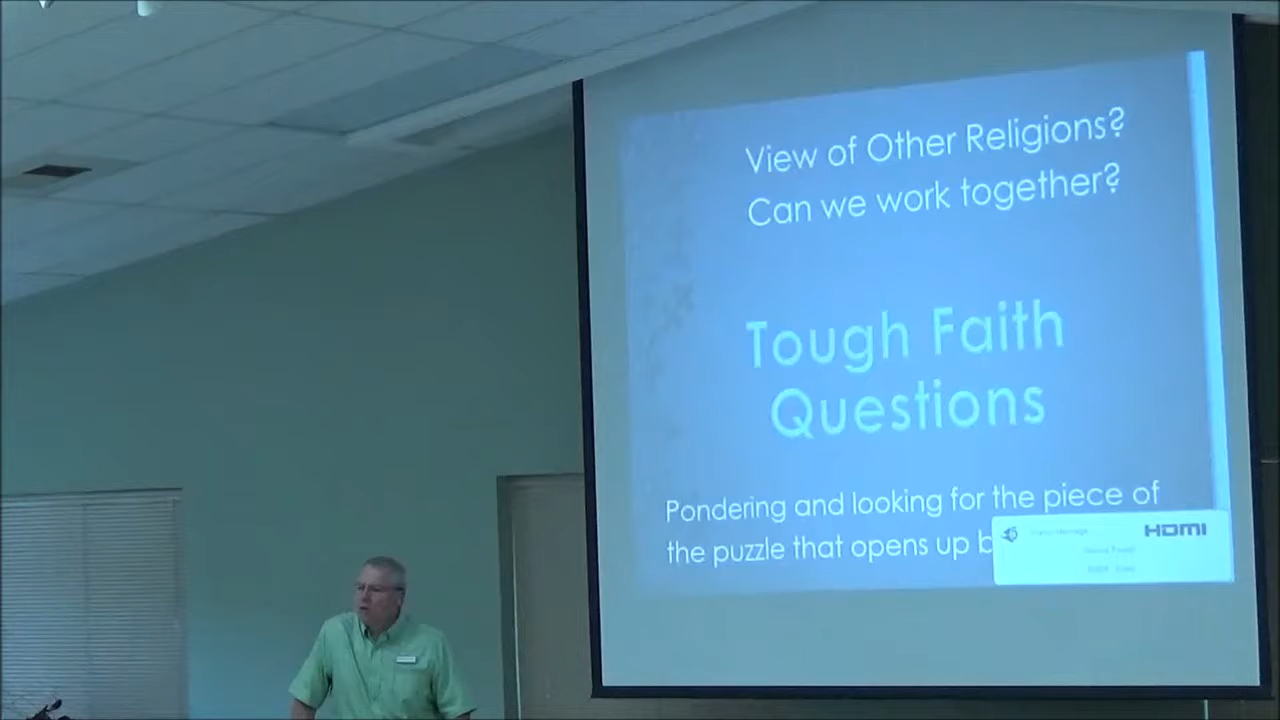 View of Other Religions?
Can we work together?
Tough Faith
Questions
Pondering and looking for the piece of
the puzzle that opens up b
HDMI